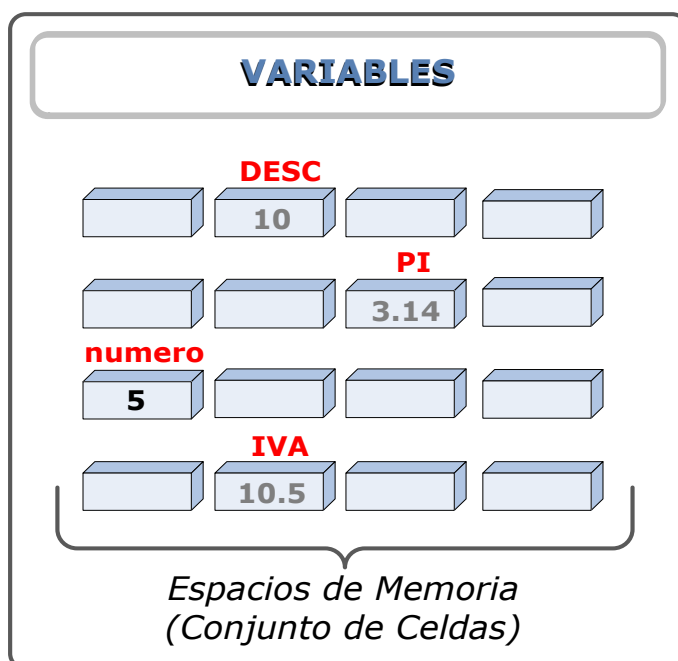 VARIABLES
DESC
10
PI
3.14
numero
5
IVA
10.5
Espacios de Memoria
(Conjunto de Celdas)